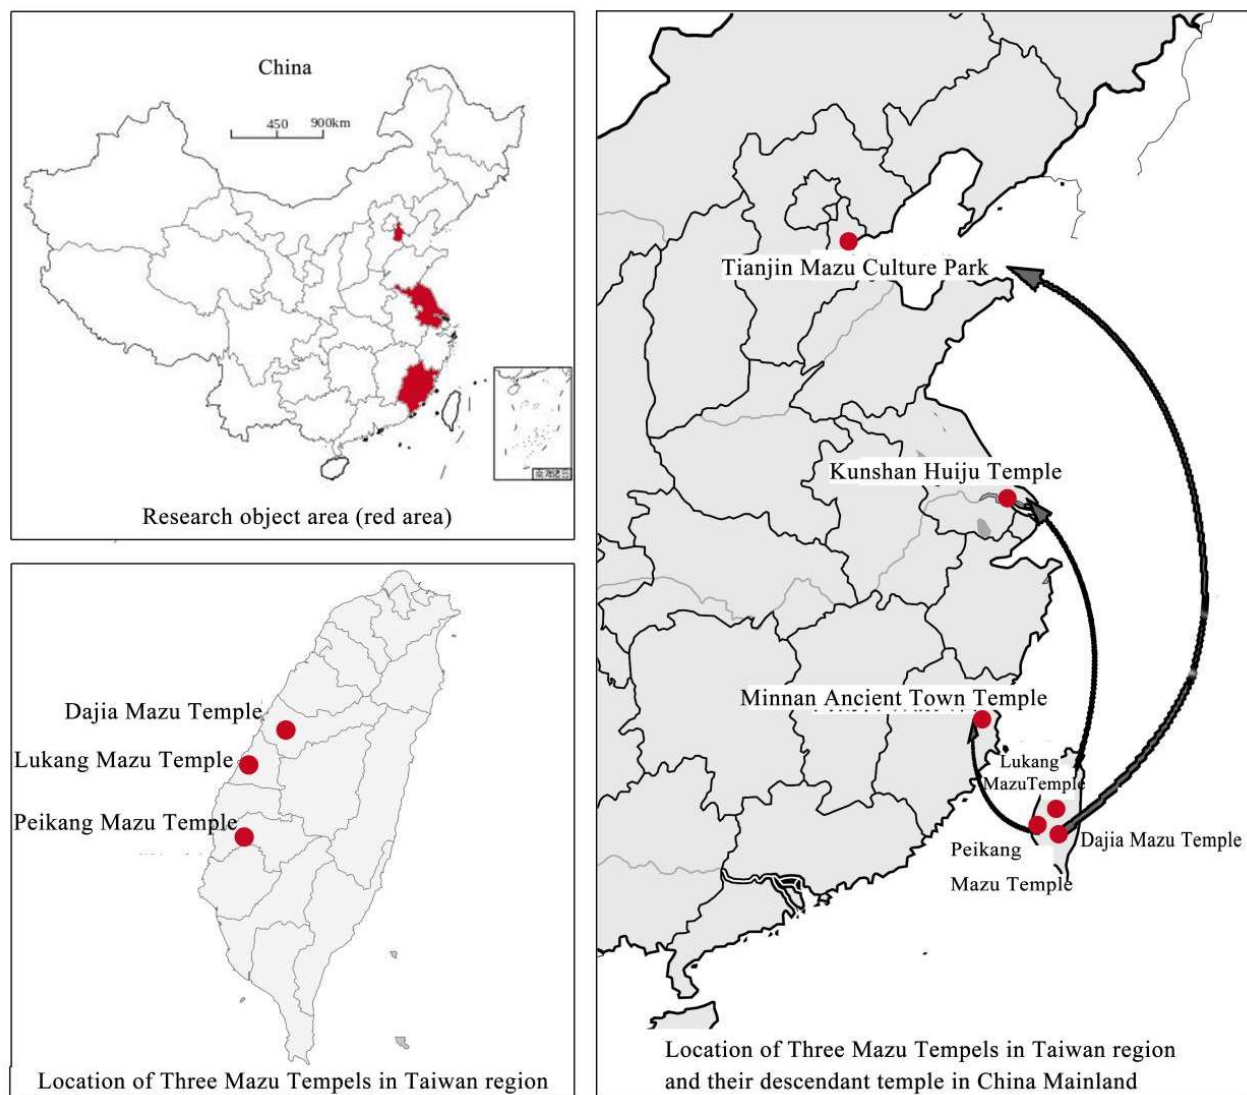 China
450
900km
Research object area (red area)
Dajia Mazu Temple
Lukang Mazu Temple
Peikang Mazu Temple
Location of Three Mazu Tempels in Taiwan region
Tianjin Mazu Culture Park
Kunshan Huiju Temple
Minnan Ancient Town Temple
Lukang
MazuTemple
Peikang
Mazu Temple
Dajia Mazu Temple
Location of Three Mazu Tempels in Taiwan region
and their descendant temple in China Mainland